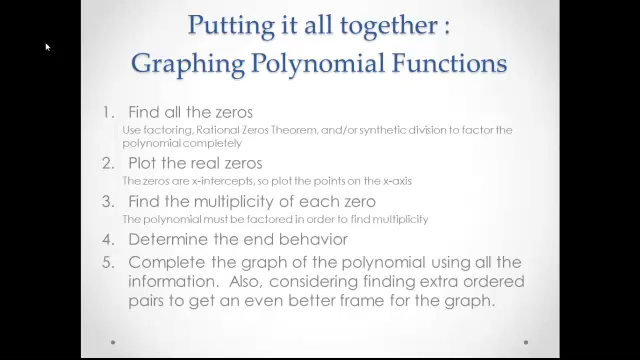 Putting it all together :
Graphing Polynomial Functions
1. Find all the zeros
Use factoring, Rational Zeros Theorem, and/or synthetic division to factor the
polynomial completely
2. Plot the real zeros
The zeros are x-intercepts, so plot the points on the x-axis
3. Find the multiplicity of each zero
The polynomial must be factored in order to find multiplicity
4. Determine the end behavior
5. Complete the graph of the polynomial using all the
information. Also, considering finding extra ordered
pairs to get an even better frame for the graph.